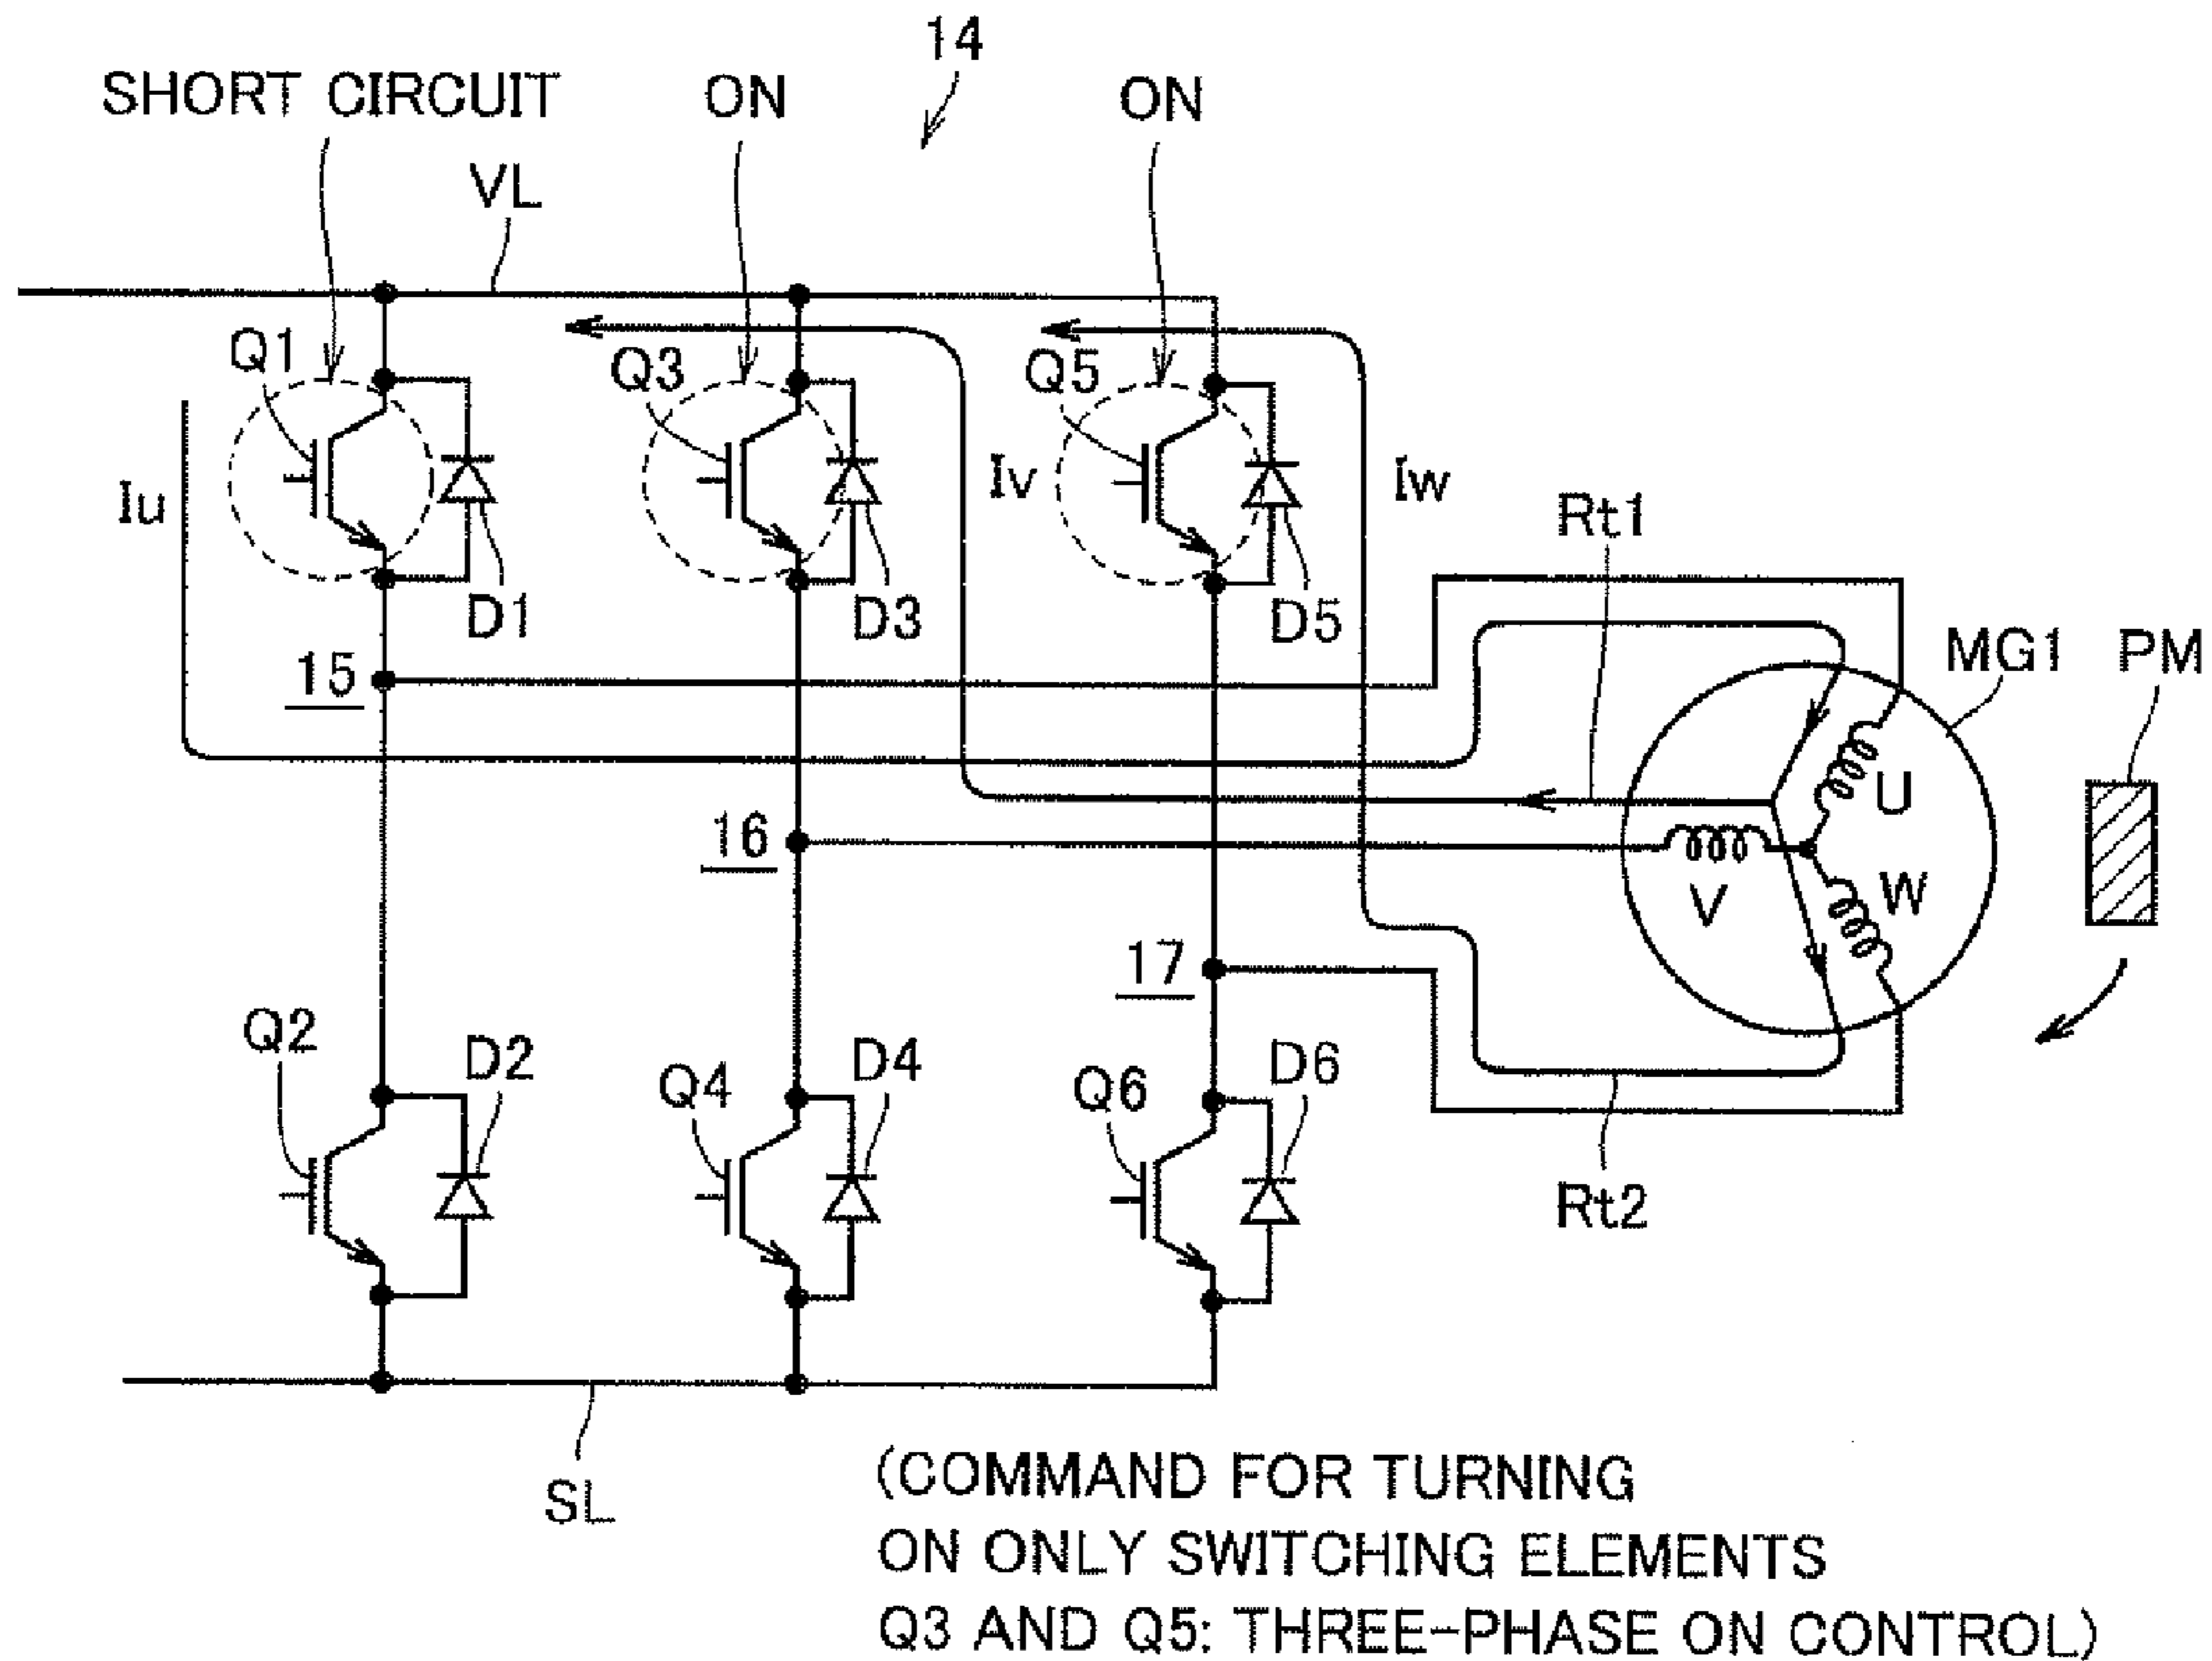 14
SHORT CIRCUIT
ON
ON
VL
Q1
Q3
Q5
Iu
Iv
Iw
Rt1
D1
D3
D5
15
MG1
PM
U
16
V
W
17
Q2
D2
Q4
D4
Q6
D6
Rt2
SL
(COMMAND FOR TURNING
ON ONLY SWITCHING ELEMENTS
Q3 AND Q5: THREE-PHASE ON CONTROL)